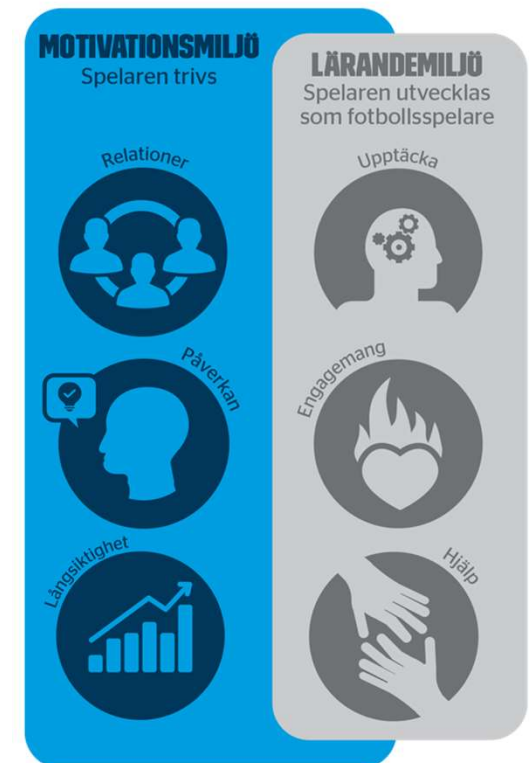 MOTIVATIONSMILJÖ
Spelaren trivs
Relationer
Påverkan
Långsiktighet
LÄRANDEMILJÖ
Spelaren utvecklas
som fotbollsspelare
Upptäcka
Engagemang
Hjälp